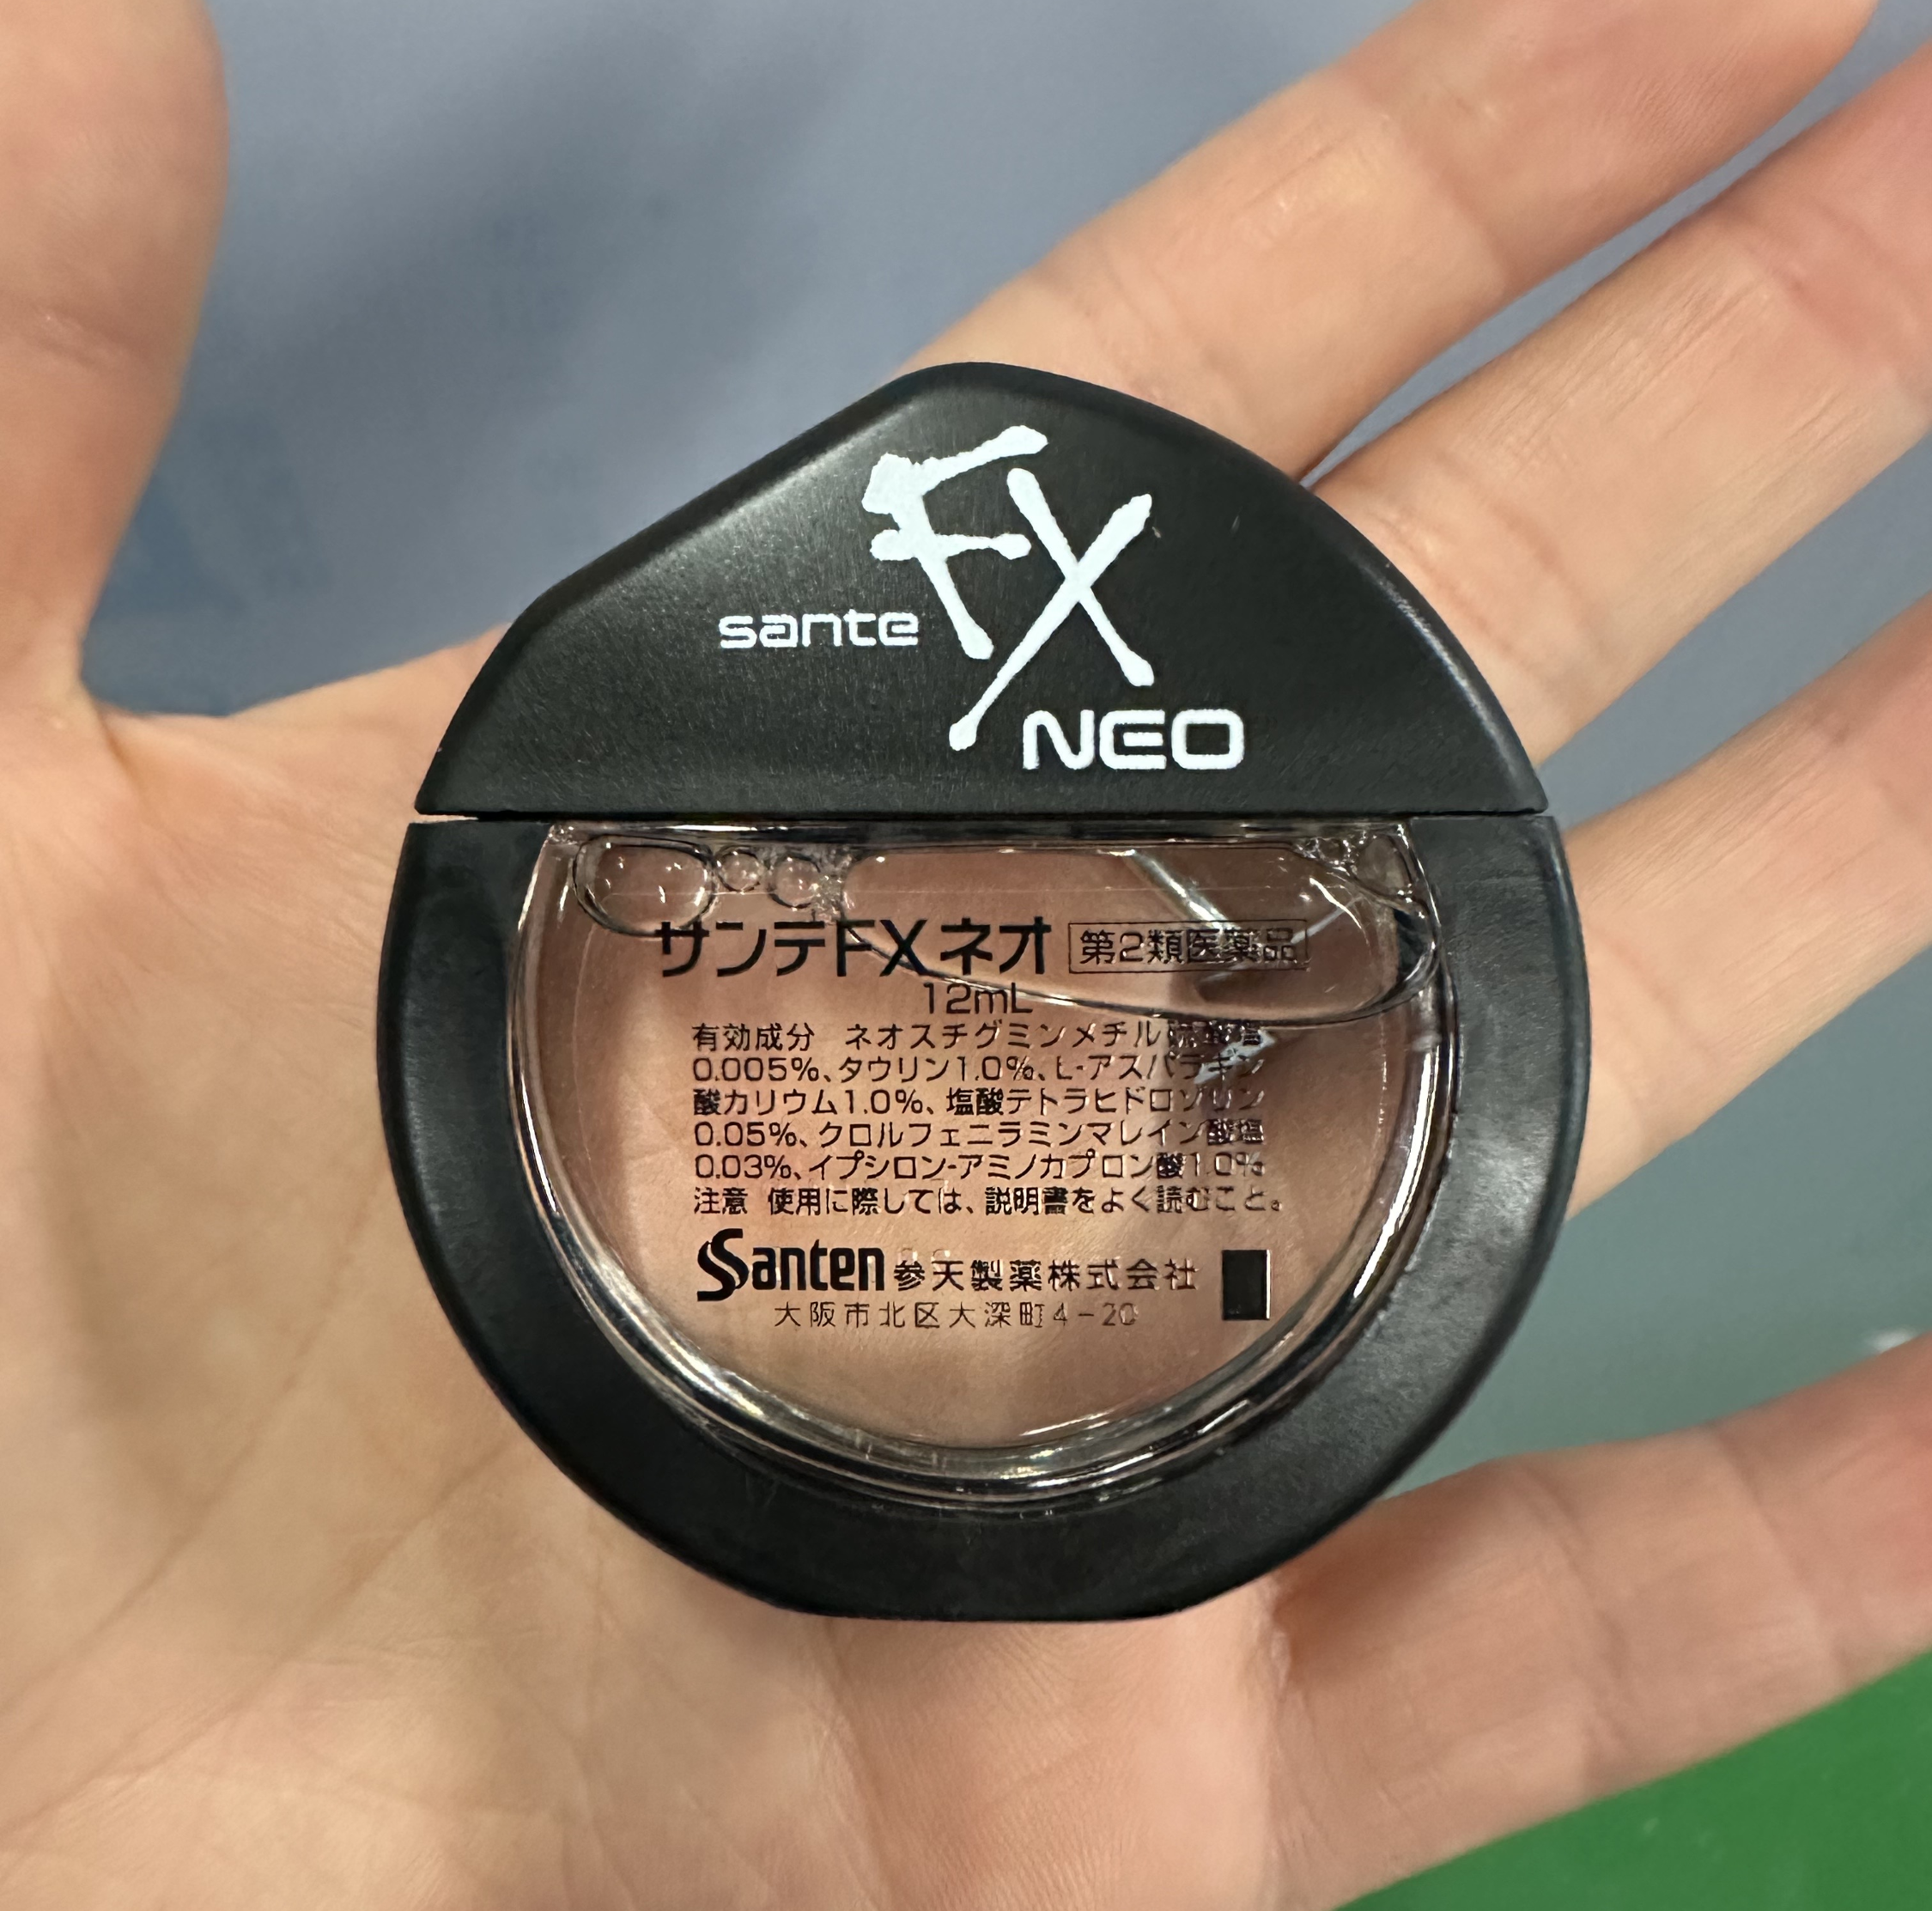 sante FX
NEO
サンテFXネオ 第2類医薬品
12mL
有効成分 ネオスチグミンメチル硫酸塩
0.005%、タウリン1.0%、L-アスパラギン
酸カリウム1.0%、塩酸テトラヒドロゾリン
0.05%、クロルフェニラミンマレイン酸塩
0.03%、イプシロン-アミノカプロン酸1.0%
注意 使用に際しては、説明書をよく読むこと。
Santen 参天製薬株式会社
大阪市北区大深町4-20